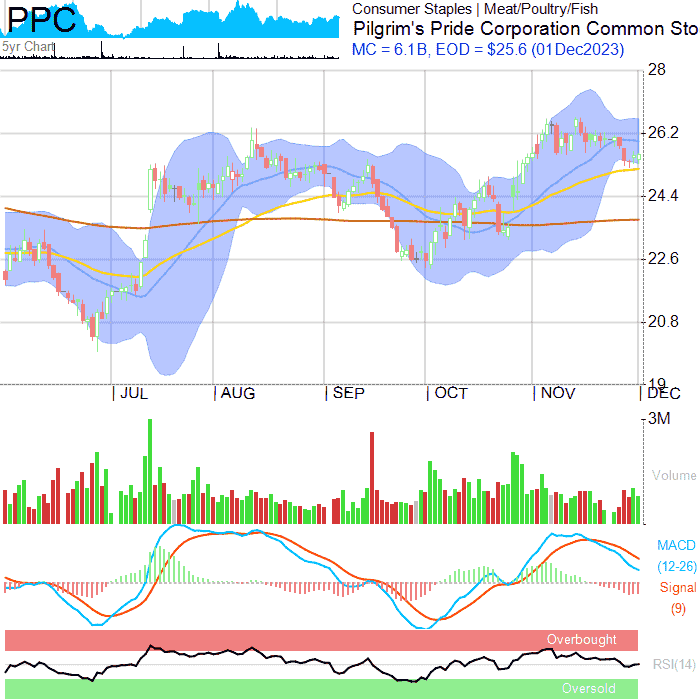 PPC
Consumer Staples | Meat/Poultry/Fish
Pilgrim's Pride Corporation Common Sto
MC = 6.1B, EOD = $25.6 (01Dec2023)
5yr Chart
28
26.2
24.4
22.6
20.8
19
JUL AUG SEP OCT NOV DEC
3M
Volume
MACD
(12-26)
Signal
(9)
Overbought
RSI(14)
Oversold